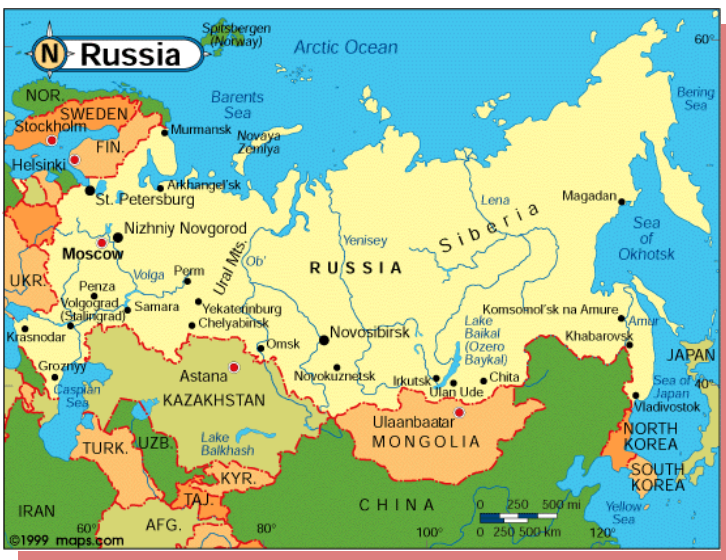 Spitsbergen
(Norway)
N Russia
Arctic Ocean
60°
Bering
Sea
NOR.
Barents
Sea
SWEDEN
Stockholm
Murmansk
Novaya
Zemlya
FIN.
Helsinki
Arkhangel'sk
St. Petersburg
Lena
Magadan
Siberia
Nizhniy Novgorod
Sea
of
Okhotsk
Moscow
Yenisey
Ural Mts.
Ob'
RUSSIA
UKR.
Volga
Perm
Penza
Volgograd
(Stalingrad)
Samara
Yekaterinburg
Chelyabinsk
Komsomol'sk na Amure
Amur
Lake
Baikal
(Ozero
Baykal)
Krasnodar
Novosibirsk
Khabarovsk
Omsk
JAPAN
Groznyy
Astana
Novokuznetsk
Irkutsk
Chita
Ulan Ude
Sea of
Japan
40°
Caspian
Sea
KAZAKHSTAN
Vladivostok
Ulaanbaatar
MONGOLIA
NORTH
KOREA
TURK.
UZB.
Lake
Balkhash
KYR.
SOUTH
KOREA
TAJ.
CHINA
0 250 500 mi
0 250 500 km
Yellow
Sea
IRAN
AFG.
60°
80°
100°
120°
©1999 maps.com